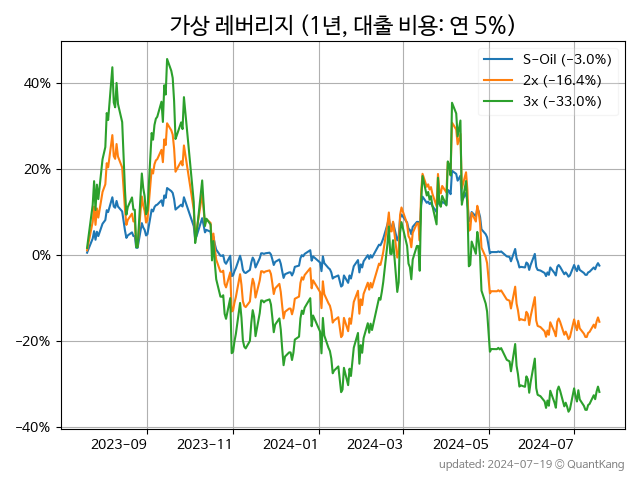 가상 레버리지 (1년, 대출 비용: 연 5%)
S-Oil (−3.0%)
2x (−16.4%)
3x (−33.0%)
40%
20%
0%
−20%
−40%
2023-09 2023-11 2024-01 2024-03 2024-05 2024-07
updated: 2024-07-19 © QuantKang